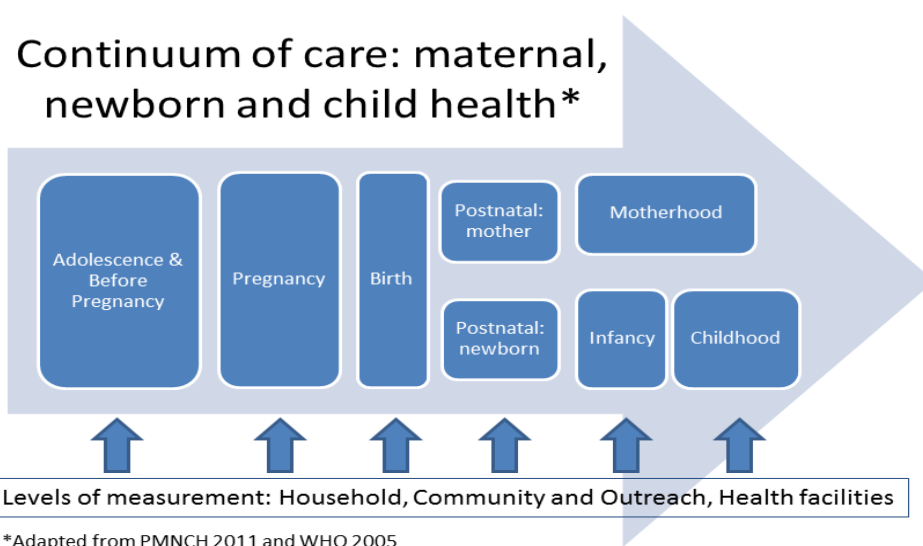 Continuum of care: maternal,
newborn and child health*
Adolescence &
Before
Pregnancy
Pregnancy
Birth
Postnatal:
mother
Postnatal:
newborn
Motherhood
Infancy
Childhood
Levels of measurement: Household, Community and Outreach, Health facilities
*Adapted from PMNCH 2011 and WHO 2005